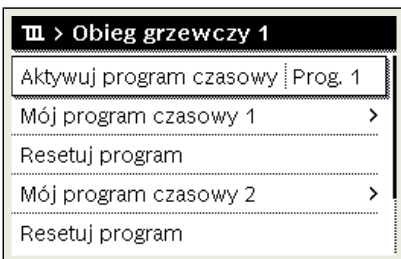 > Obieg grzewczy 1
Aktywuj program czasowy Prog. 1
Mój program czasowy 1 >
Resetuj program
Mój program czasowy 2 >
Resetuj program